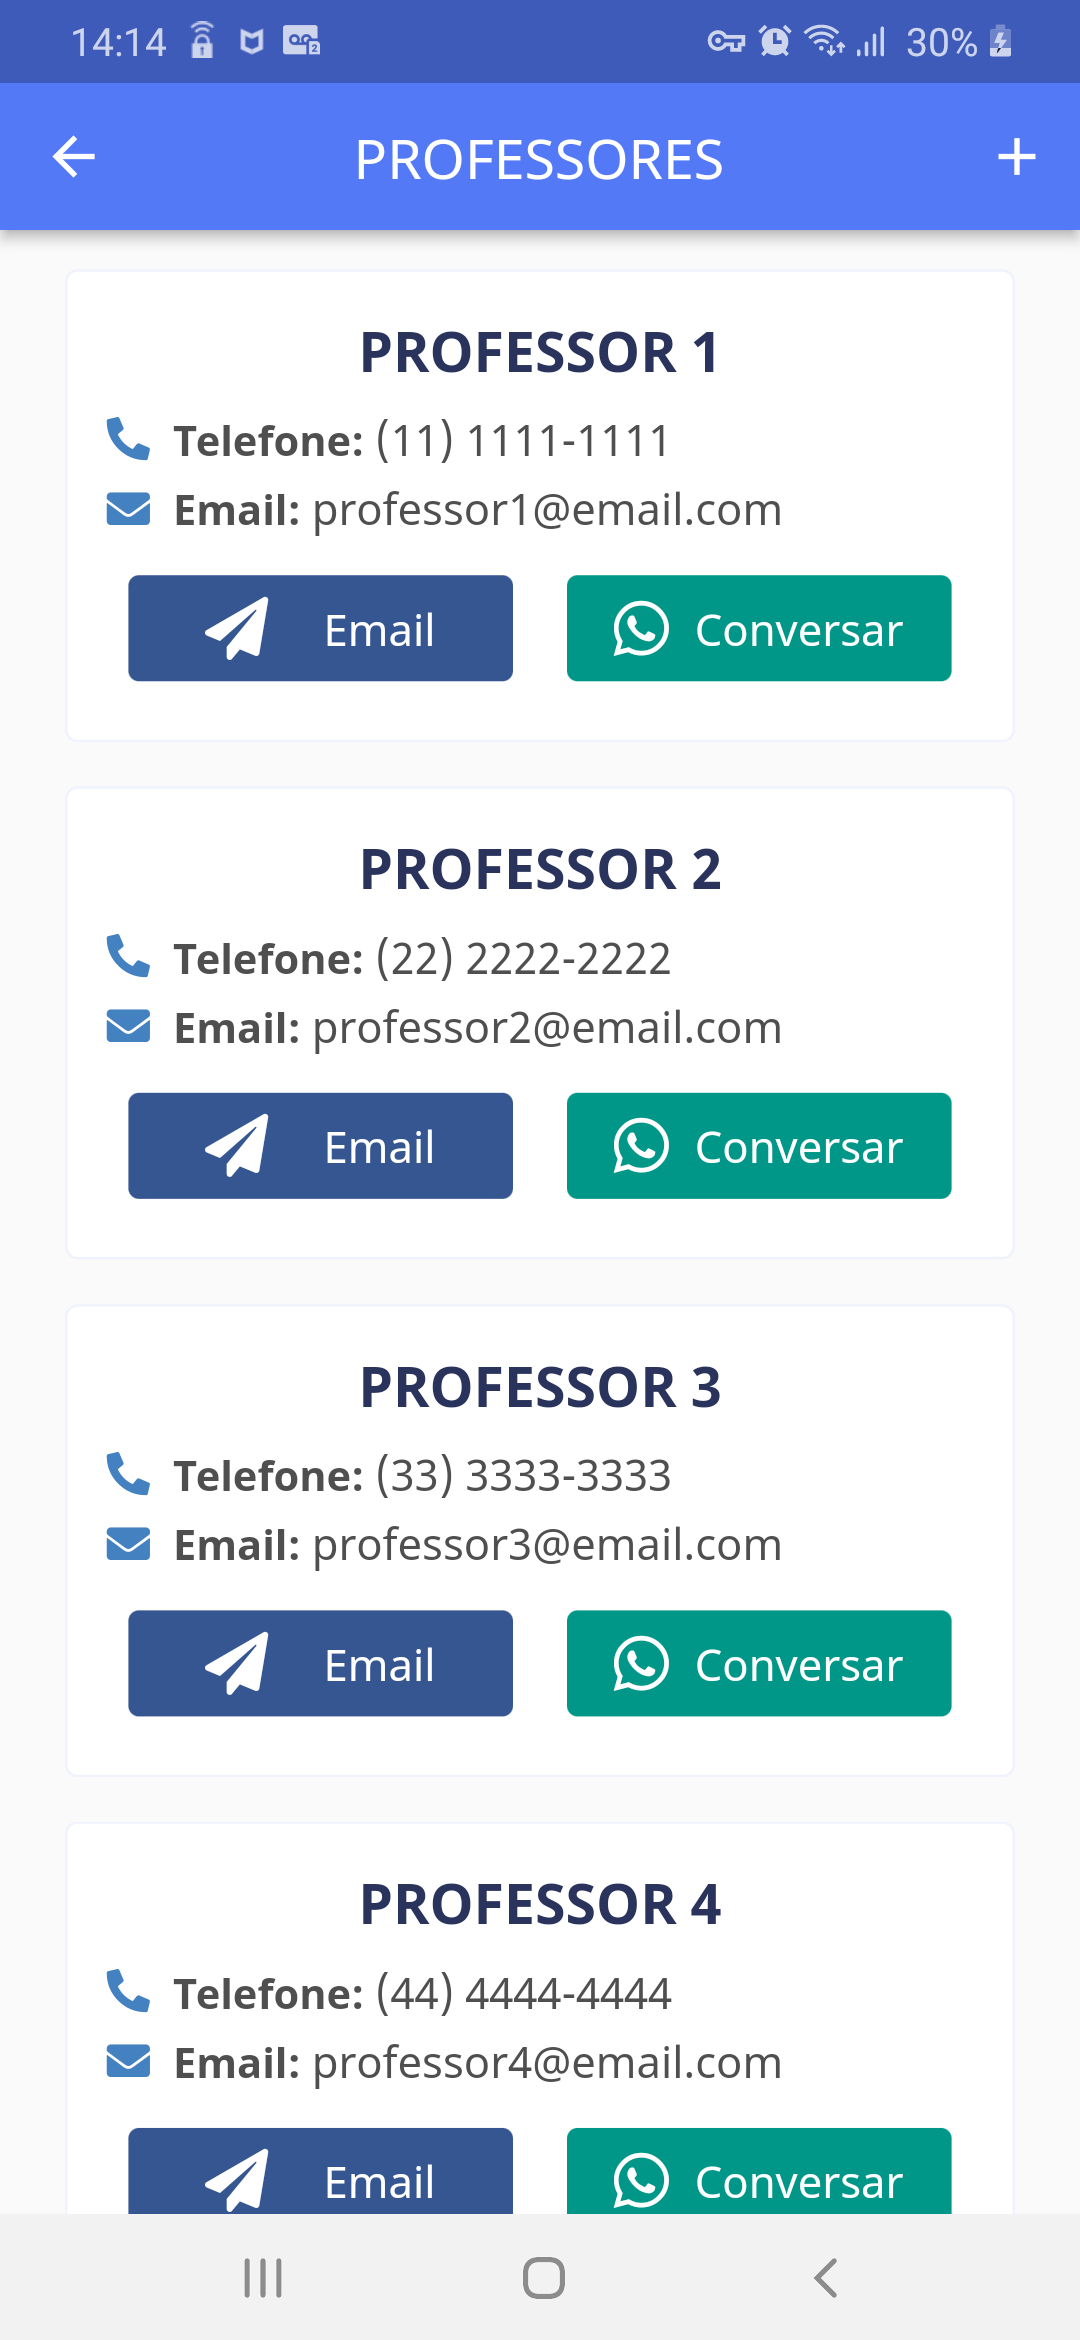 14:14 30%
PROFESSORES
PROFESSOR 1
Telefone: (11) 1111-1111
Email: professor1@email.com
Email Conversar
PROFESSOR 2
Telefone: (22) 2222-2222
Email: professor2@email.com
Email Conversar
PROFESSOR 3
Telefone: (33) 3333-3333
Email: professor3@email.com
Email Conversar
PROFESSOR 4
Telefone: (44) 4444-4444
Email: professor4@email.com
Email Conversar